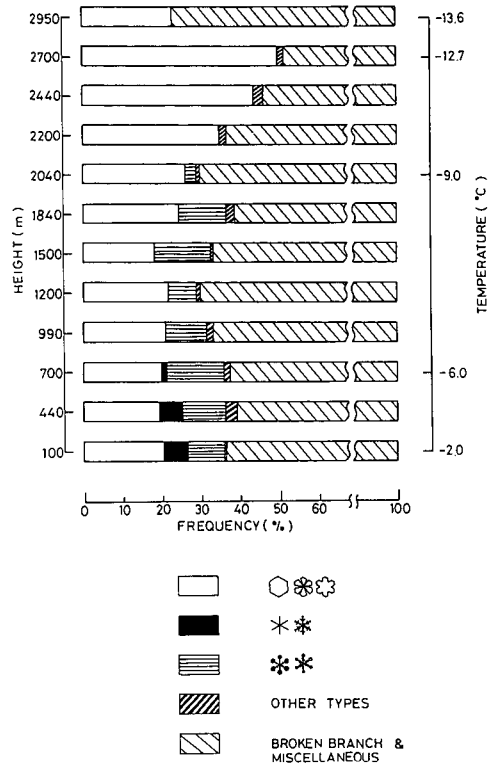 2950 -13.6
2700 -12.7
2440
2200
2040 -9.0
1840
1500
1200
990
700 -6.0
440
100 -2.0
HEIGHT (m)
TEMPERATURE (°C)
0 10 20 30 40 50 60 100
FREQUENCY (%)
OTHER TYPES
BROKEN BRANCH &
MISCELLANEOUS